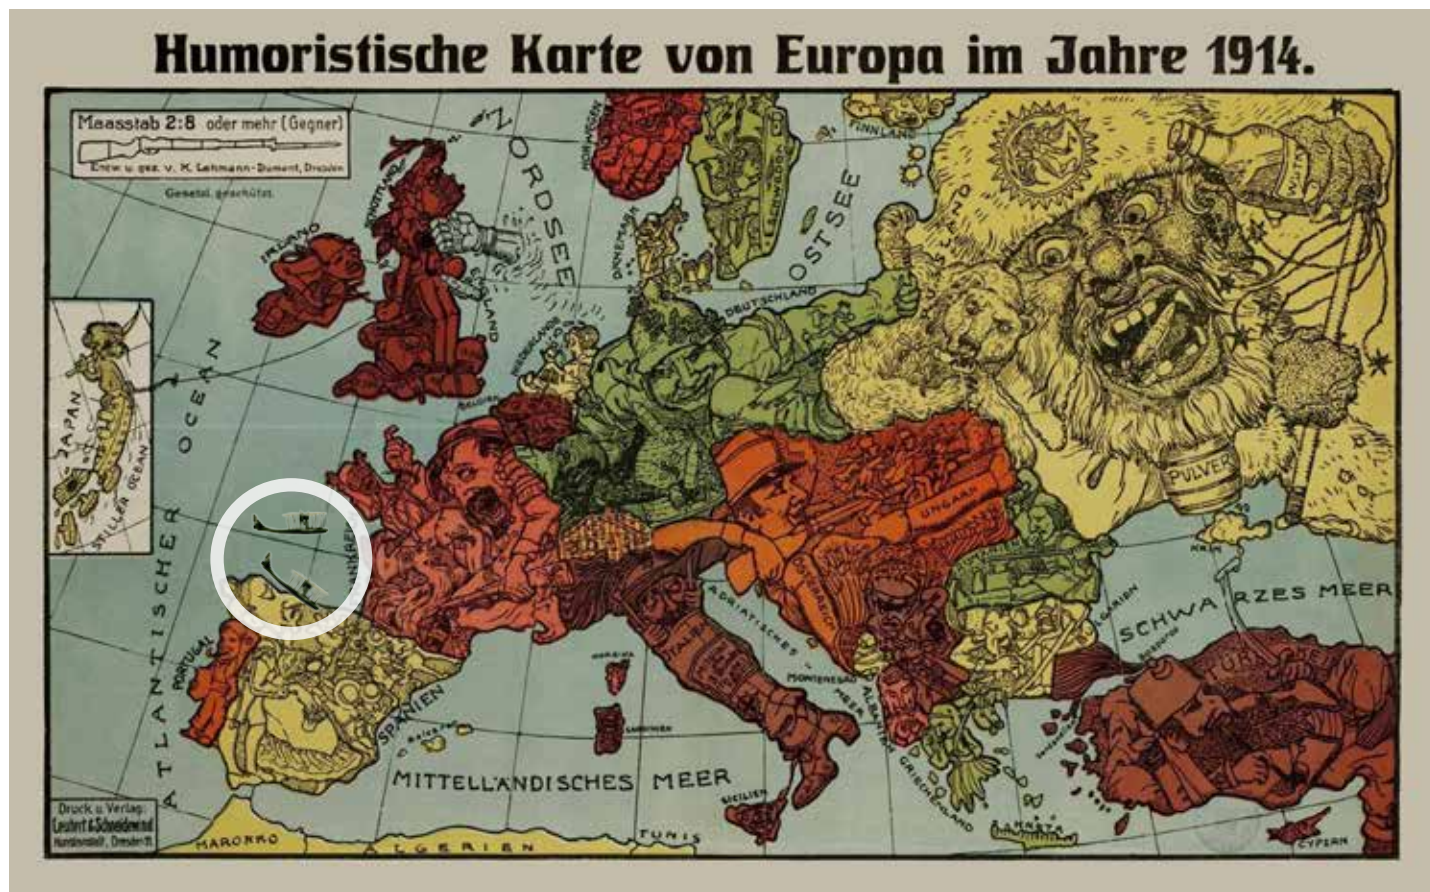 Humoristische Karte von Europa im Jahre 1914.
Maasstab 2:8 oder mehr (Gegner)
Entw. u. gez. v. K. Lehmann-Dumont, Dresden
Gesetzl. geschützt.
NORDSEE
NORWEGEN
SCHWEDEN
FINNLAND
SCHOTTLAND
IRLAND
ENGLAND
DÄNEMARK
OSTSEE
RUSSLAND
DEUTSCHLAND
NIEDERLANDE
BELGIEN
JAPAN
STILLER OCEAN
ATLANTISCHER OCEAN
PULVER
UNGARN
ÖSTERREICH
KRIM
SCHWARZES MEER
BULGARIEN
BOSPORUS
TÜRKEI
ITALIEN
ADRIATISCHES MEER
MONTENEGRO
ALBANIEN
GRIECHENLAND
KORSIKA
SARDINIEN
PORTUGAL
SPANIEN
MITTELLÄNDISCHES MEER
SICILIEN
KRETA
CYPERN
Druck u. Verlag:
Leutert & Schneidewind
Kunstanstalt, Dresden-N.
MAROKKO
ALGERIEN
TUNIS